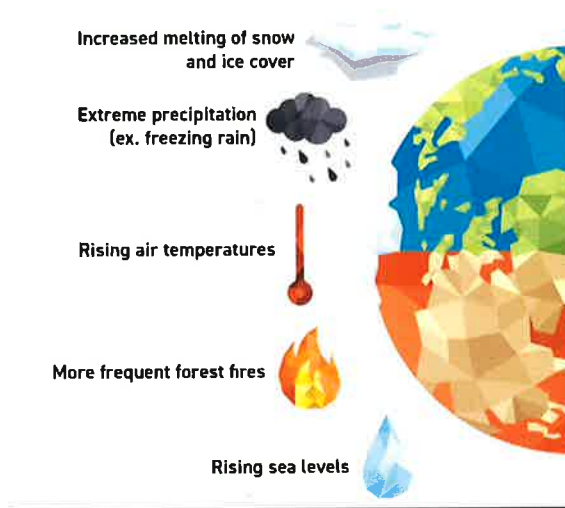 Increased melting of snow
and ice cover
Extreme precipitation
(ex. freezing rain)
Rising air temperatures
More frequent forest fires
Rising sea levels